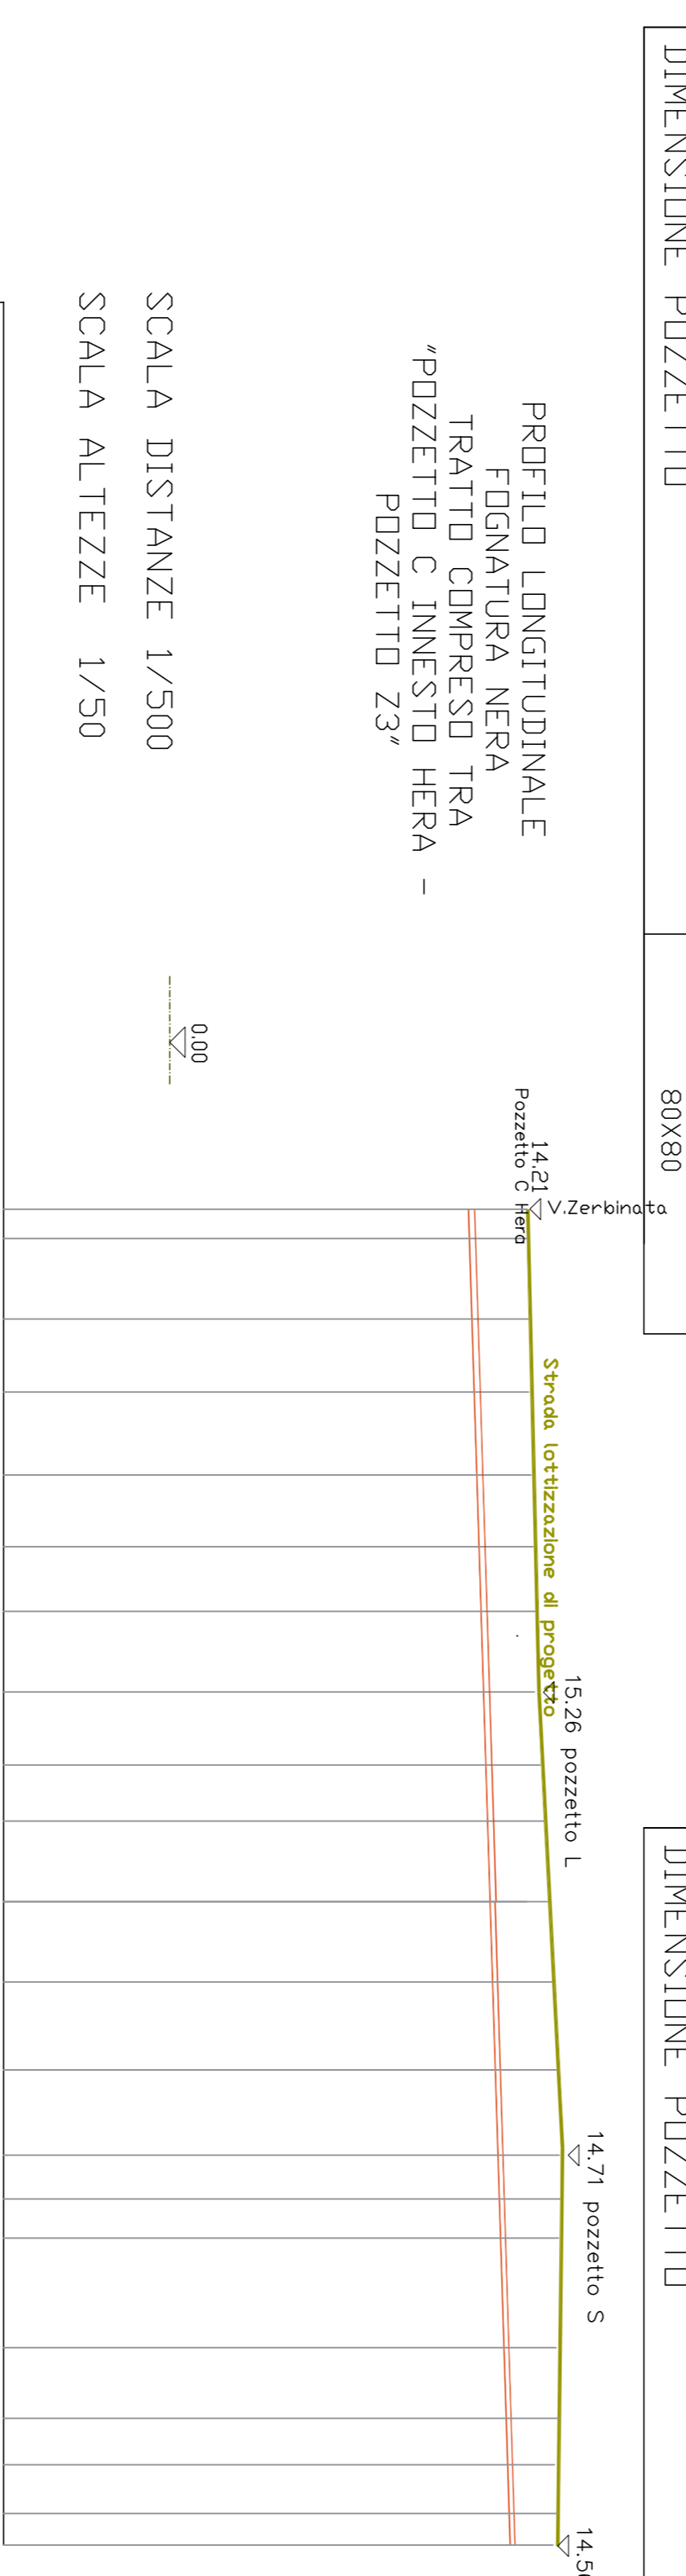 DIMENSIONE POZZETTO
80X80
DIMENSIONE POZZETTO
PROFILO LONGITUDINALE
FOGNATURA NERA
TRATTO COMPRESO TRA
"POZZETTO C INNESTO HERA -
POZZETTO Z3"
SCALA DISTANZE 1/500
SCALA ALTEZZE 1/50
0.00
V.Zerbinata
14.21
Pozzetto C Hera
Strada lottizzazione di progetto
15.26 pozzetto L
14.71 pozzetto S